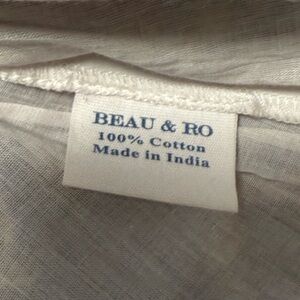 BEAU & RO
100% Cotton
Made in India